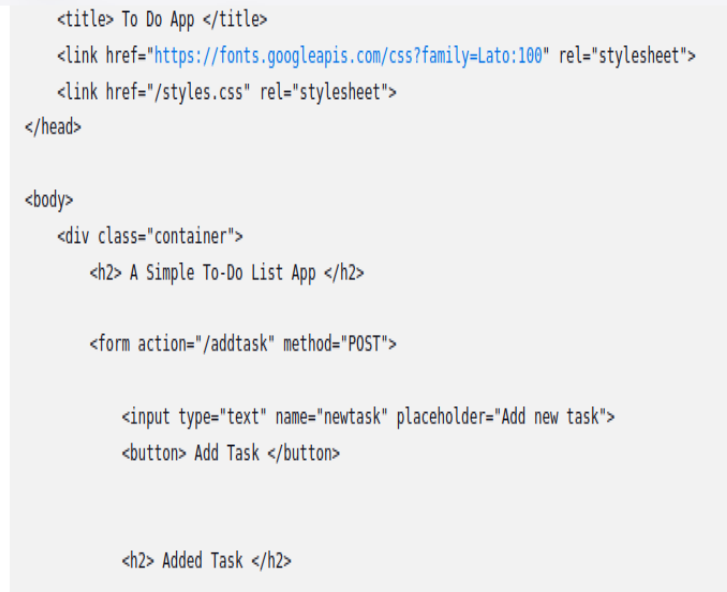 <title> To Do App </title>
<link href="https://fonts.googleapis.com/css?family=Lato:100" rel="stylesheet">
<link href="/styles.css" rel="stylesheet">
</head>
<body>
<div class="container">
<h2> A Simple To-Do List App </h2>
<form action="/addtask" method="POST">
<input type="text" name="newtask" placeholder="Add new task">
<button> Add Task </button>
<h2> Added Task </h2>